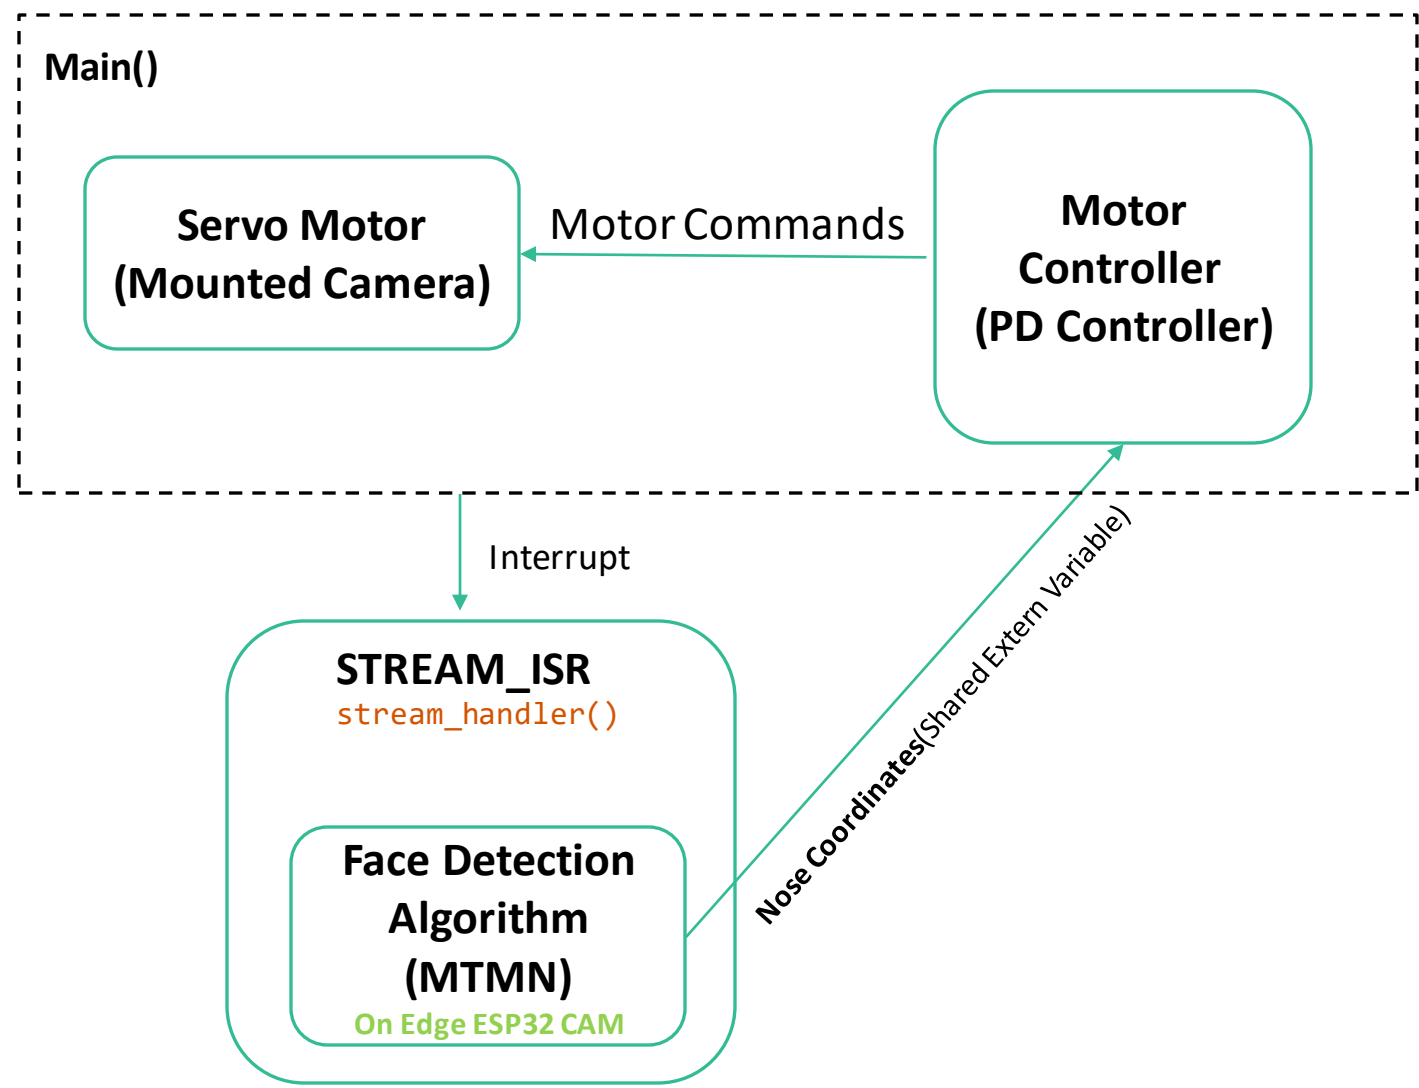 Main()
Servo Motor
(Mounted Camera)
Motor Commands
Motor
Controller
(PD Controller)
Interrupt
Nose Coordinates(Shared Extern Variable)
STREAM_ISR
stream_handler()
Face Detection
Algorithm
(MTMN)
On Edge ESP32 CAM